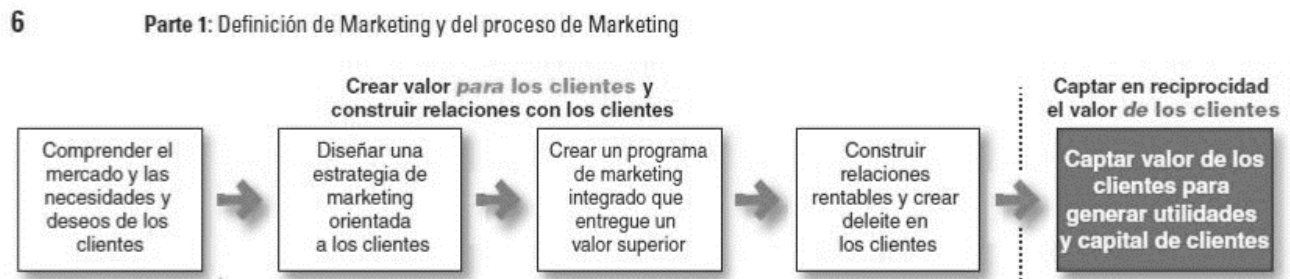 6 Parte 1: Definición de Marketing y del proceso de Marketing
Crear valor para los clientes y
construir relaciones con los clientes
Captar en reciprocidad
el valor de los clientes
Comprender el
mercado y las
necesidades y
deseos de los
clientes
Diseñar una
estrategia de
marketing
orientada
a los clientes
Crear un programa
de marketing
integrado que
entregue un
valor superior
Construir
relaciones
rentables y crear
deleite en
los clientes
Captar valor de los
clientes para
generar utilidades
y capital de clientes